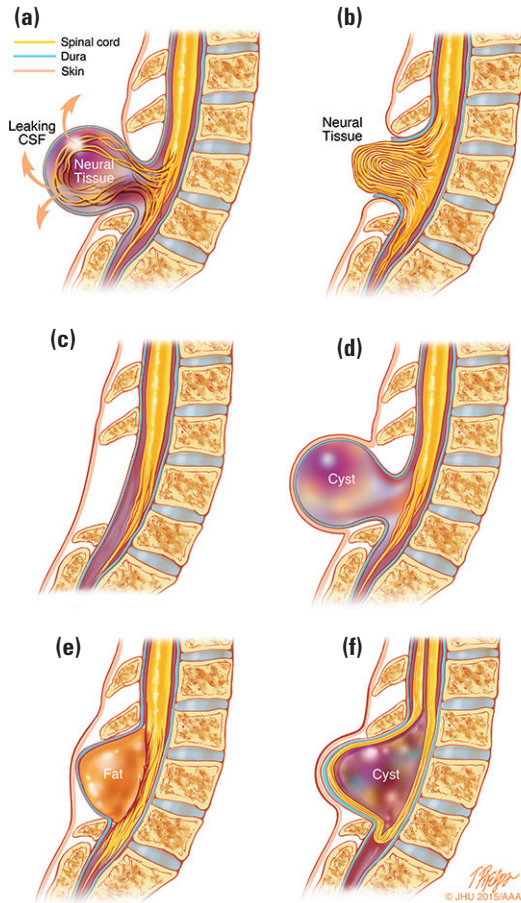 (a)
Spinal cord
Dura
Skin
Leaking
CSF
Neural
Tissue
(b)
Neural
Tissue
(c)
(d)
Cyst
(e)
Fat
(f)
Cyst
© JHU 2015/AAA